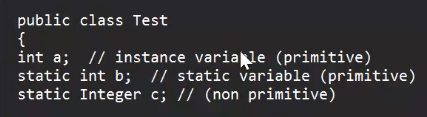 public class Test
{
int a;  // instance variable (primitive)
static int b;  // static variable (primitive)
static Integer c; // (non primitive)